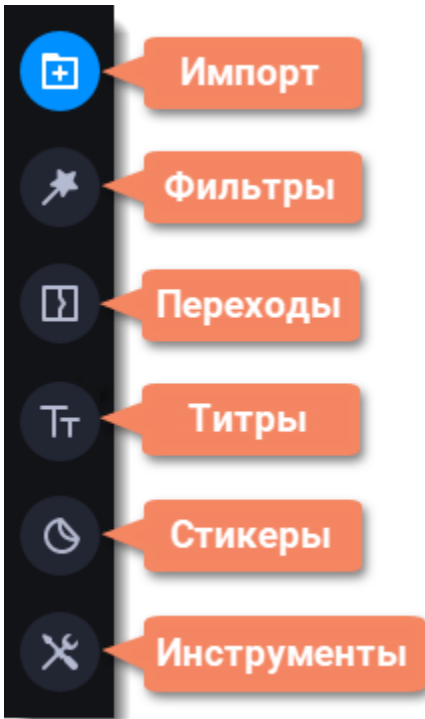 Импорт
Фильтры
Переходы
Титры
Стикеры
Инструменты